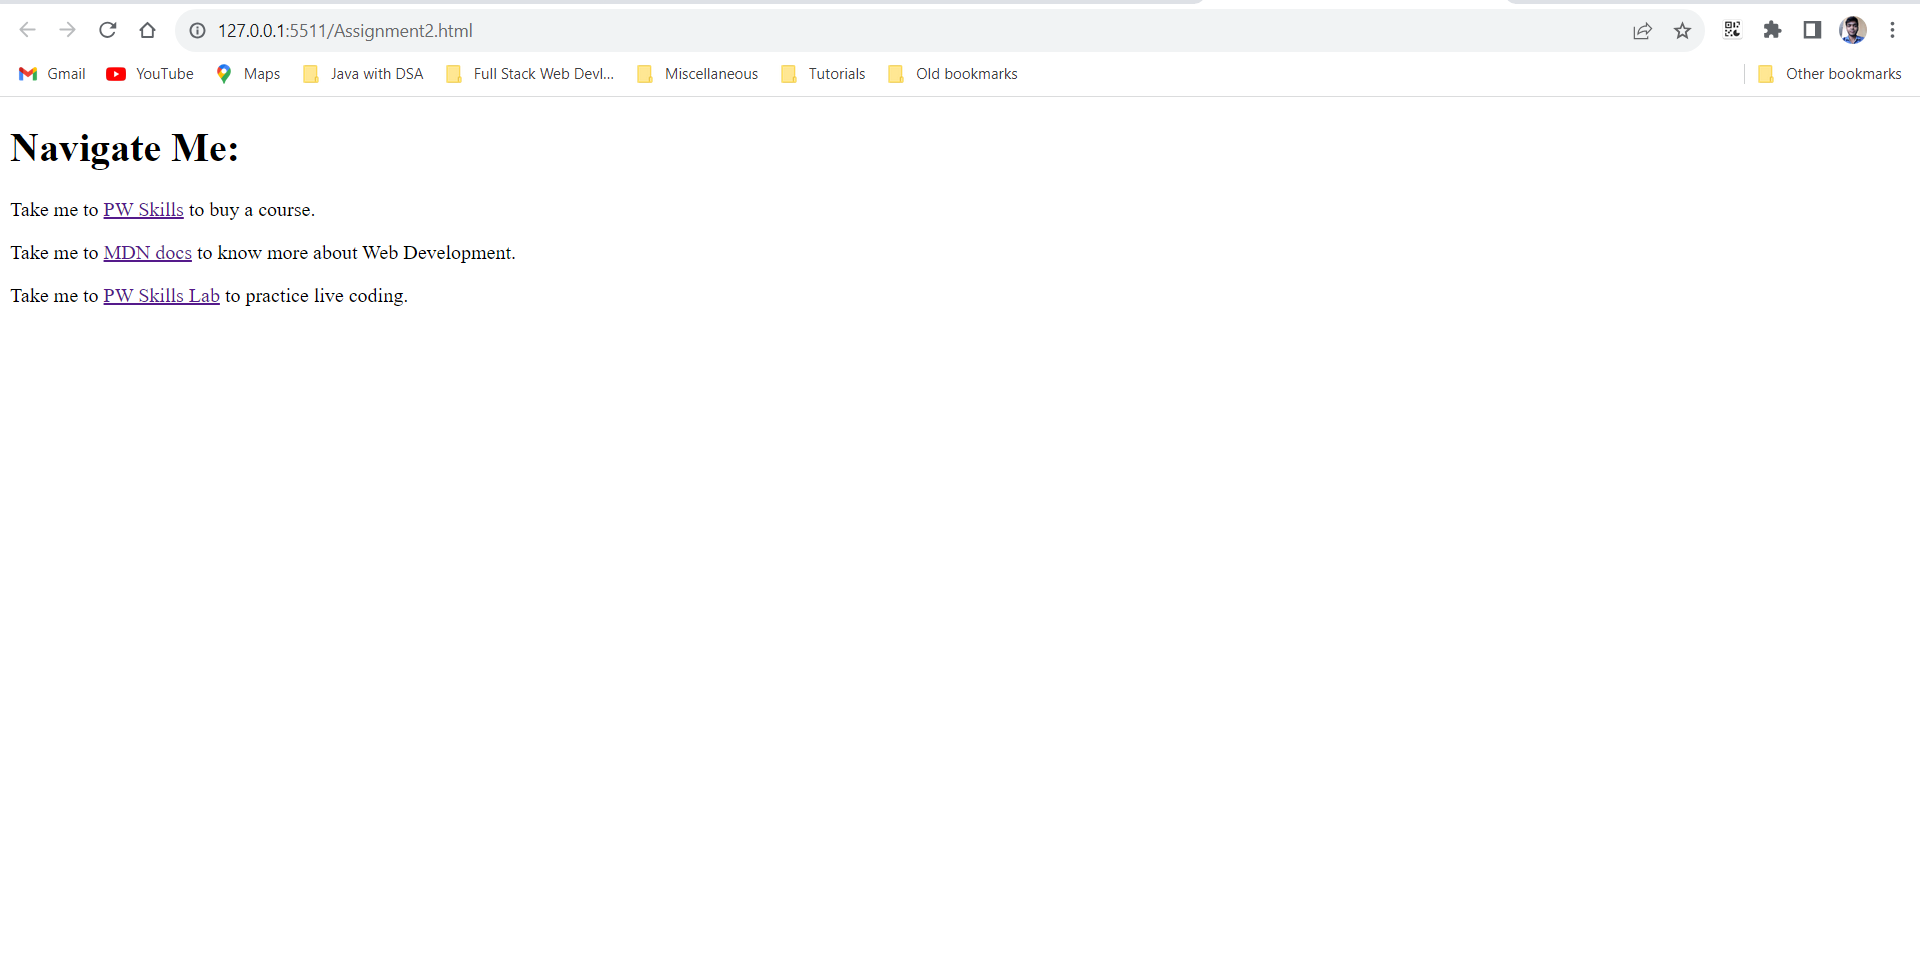 127.0.0.1:5511/Assignment2.html
Gmail YouTube Maps Java with DSA Full Stack Web Devl... Miscellaneous Tutorials Old bookmarks Other bookmarks
Navigate Me:
Take me to PW Skills to buy a course.
Take me to MDN docs to know more about Web Development.
Take me to PW Skills Lab to practice live coding.